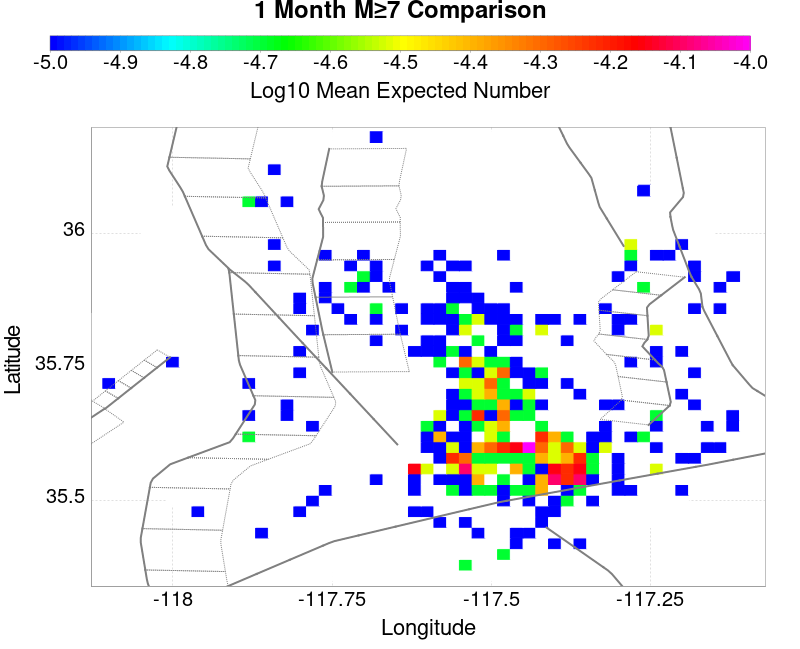 1 Month M≥7 Comparison
-5.0 -4.9 -4.8 -4.7 -4.6 -4.5 -4.4 -4.3 -4.2 -4.1 -4.0
Log10 Mean Expected Number
36
35.75
35.5
Latitude
-118 -117.75 -117.5 -117.25
Longitude